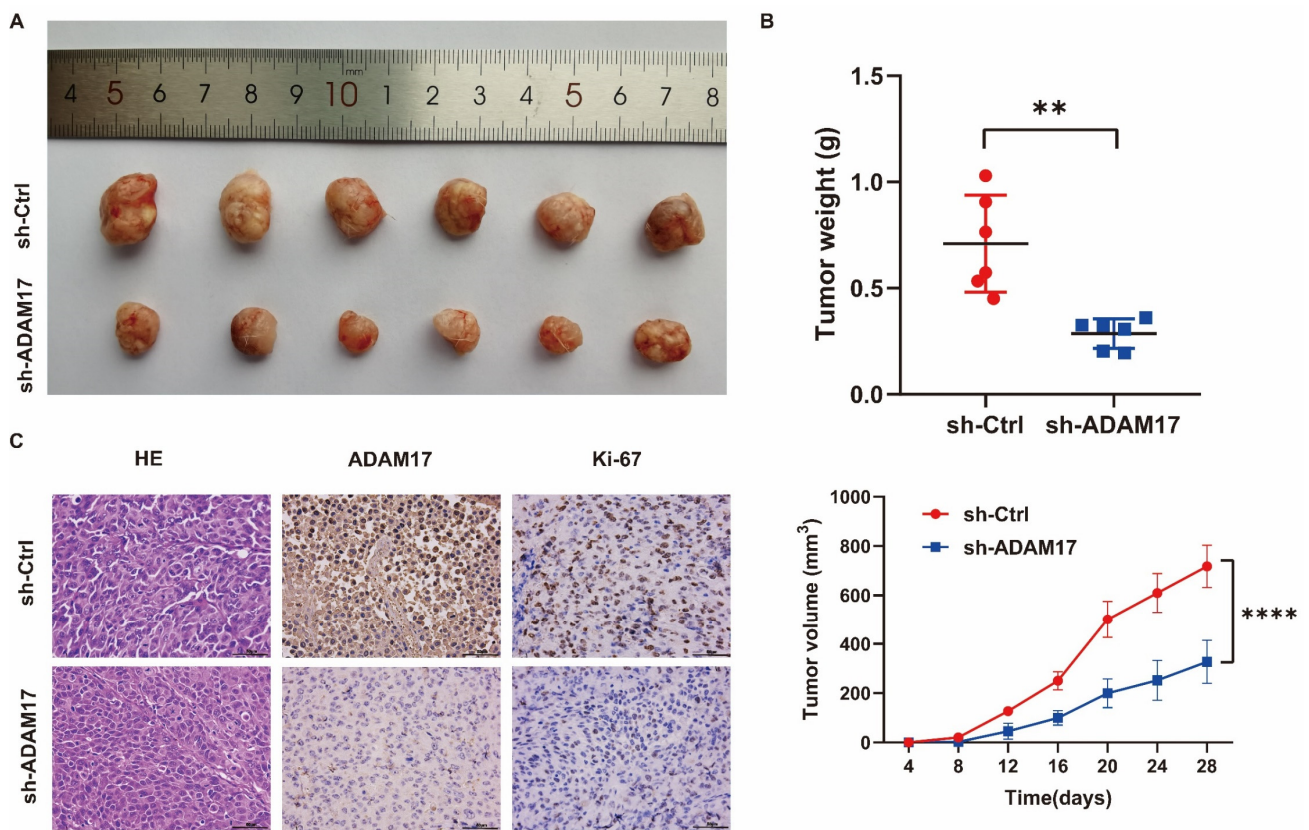 A
mm
4 5 6 7 8 9 10 1 2 3 4 5 6 7 8
sh-Ctrl
sh-ADAM17
B
1.5
1.0
0.5
0.0
Tumor weight (g)
**
sh-Ctrl sh-ADAM17
C
HE ADAM17 Ki-67
sh-Ctrl
sh-ADAM17
1000
800
600
400
200
0
Tumor volume (mm³)
sh-Ctrl
sh-ADAM17
****
4 8 12 16 20 24 28
Time(days)